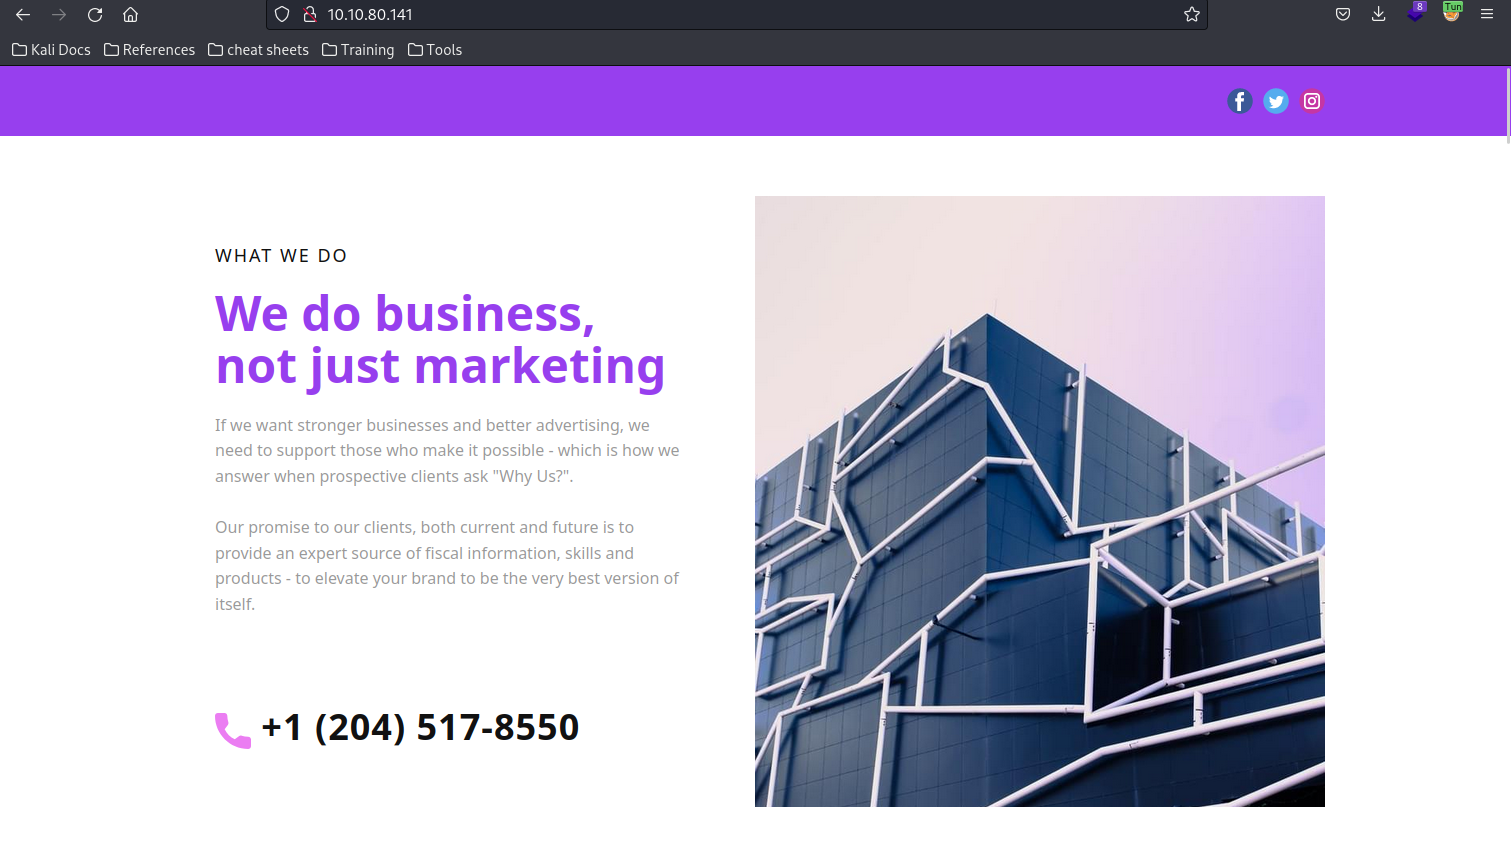 10.10.80.141
8
Tun
Kali Docs
References
cheat sheets
Training
Tools
WHAT WE DO
We do business,
not just marketing
If we want stronger businesses and better advertising, we
need to support those who make it possible - which is how we
answer when prospective clients ask "Why Us?".
Our promise to our clients, both current and future is to
provide an expert source of fiscal information, skills and
products - to elevate your brand to be the very best version of
itself.
+1 (204) 517-8550